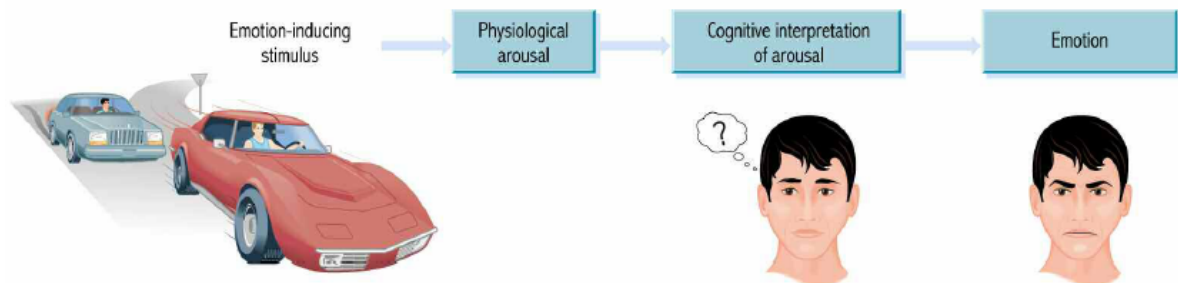 Emotion-inducing
stimulus
Physiological
arousal
Cognitive interpretation
of arousal
Emotion
?